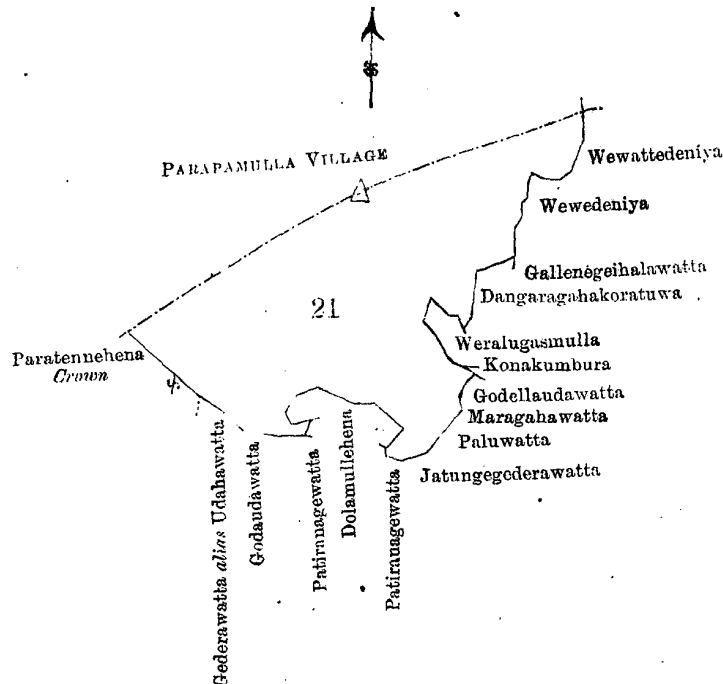 PARAPAMULLA VILLAGE
Wewattedeniya
Wewedeniya
Gallenegeihalawatta
Dangaragahakoratuwa
21
Weralugasmulla
Paratennehena
Crown
Konakumbura
Godellaudawatta
Maragahawatta
Paluwatta
Jatungegederawatta
Gederawatta alias Udahawatta
Godaudawatta
Patiranagewatta
Dolamullehena
Patiranagewatta